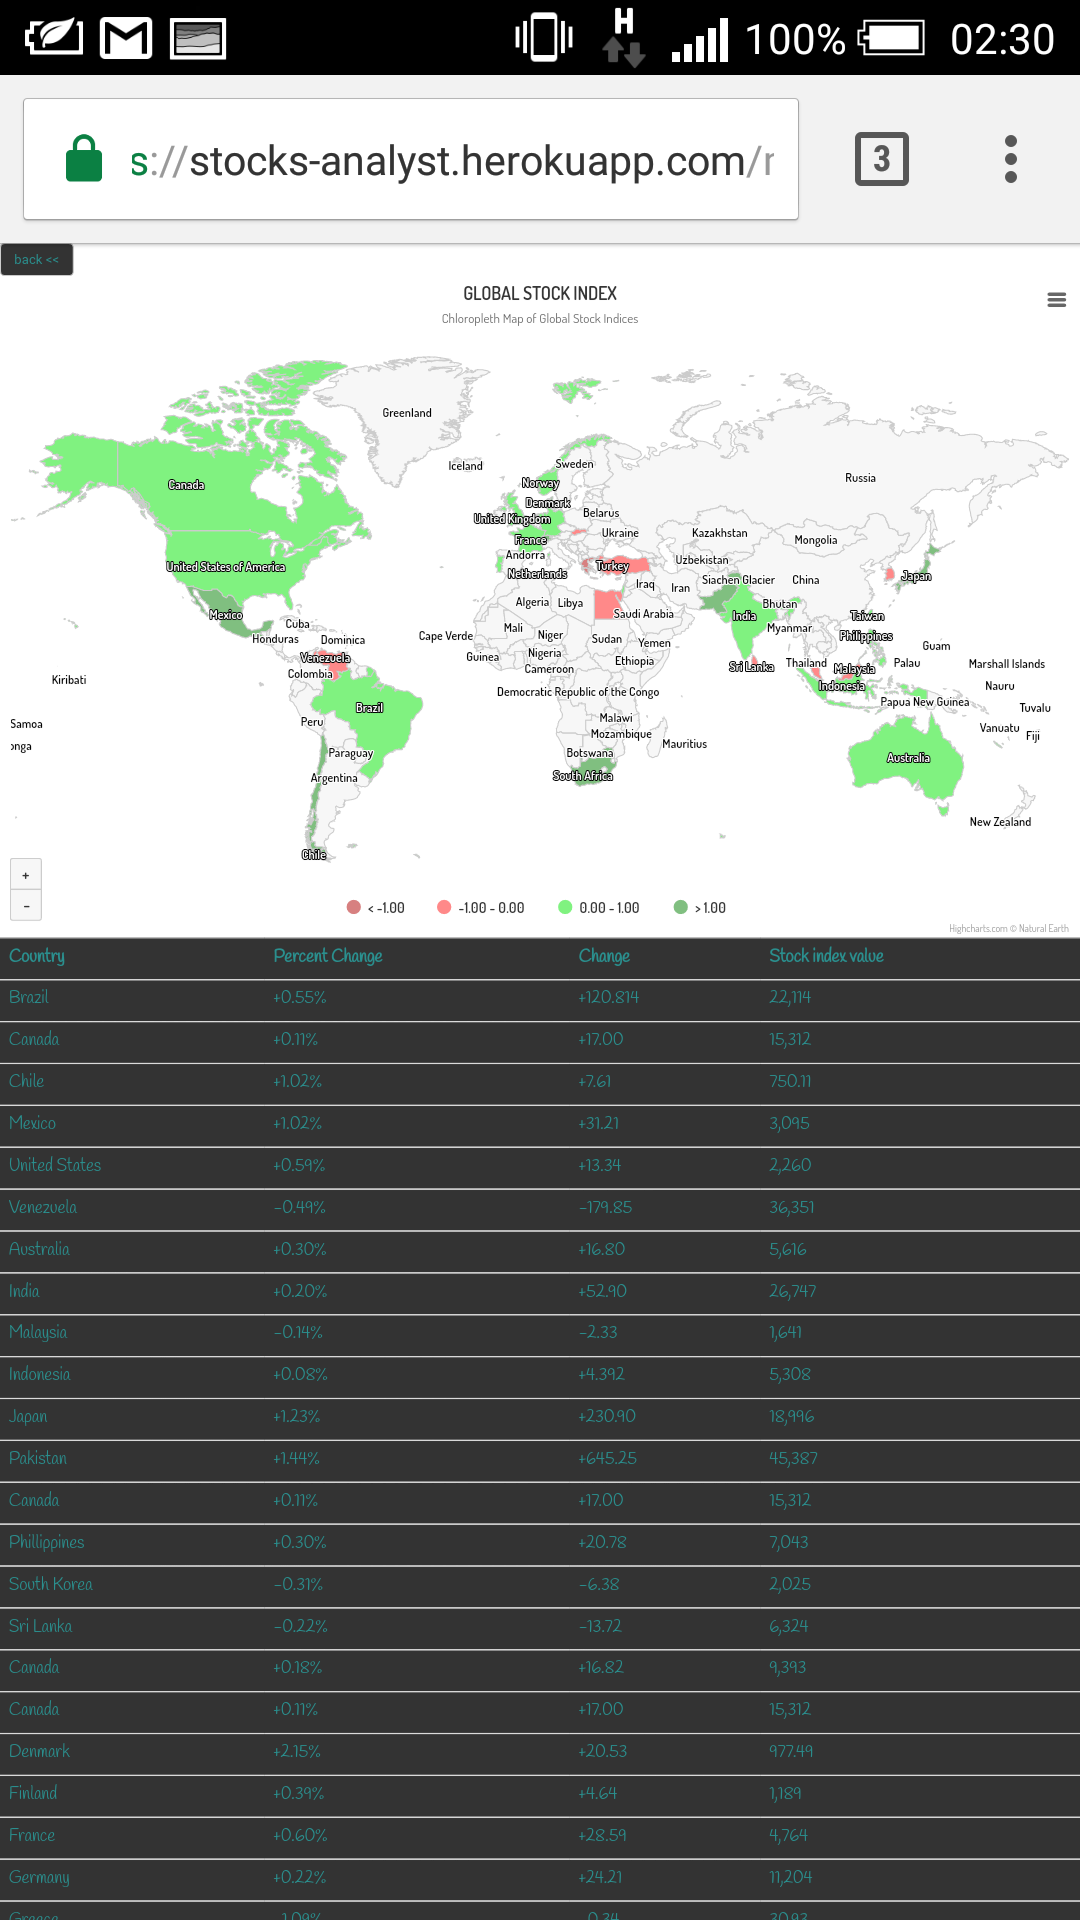 H 100% 02:30
s://stocks-analyst.herokuapp.com/r 3
back <<
GLOBAL STOCK INDEX
Chloropleth Map of Global Stock Indices
Greenland
Iceland
Sweden
Russia
Canada
Norway
Denmark
United Kingdom
Belarus
France
Ukraine
Kazakhstan
Mongolia
Andorra
United States of America
Netherlands
Turkey
Uzbekistan
Iraq
Iran
Siachen Glacier
China
Japan
Mexico
Algeria
Libya
Saudi Arabia
India
Bhutan
Taiwan
Cuba
Honduras
Dominica
Cape Verde
Mali
Niger
Sudan
Yemen
Myanmar
Philippines
Guam
Venezuela
Guinea
Nigeria
Cameroon
Ethiopia
Sri Lanka
Thailand
Malaysia
Palau
Marshall Islands
Kiribati
Colombia
Democratic Republic of the Congo
Indonesia
Nauru
Papua New Guinea
Tuvalu
Brazil
Peru
Malawi
Mozambique
Mauritius
Samoa
Vanuatu
Fiji
onga
Paraguay
Botswana
Australia
Argentina
South Africa
New Zealand
Chile
+
-
< -1.00 -1.00 - 0.00 0.00 - 1.00 > 1.00
Highcharts.com © Natural Earth
Country Percent Change Change Stock index value
Brazil +0.55% +120.814 22,114
Canada +0.11% +17.00 15,312
Chile +1.02% +7.61 750.11
Mexico +1.02% +31.21 3,095
United States +0.59% +13.34 2,260
Venezuela -0.49% -179.85 36,351
Australia +0.30% +16.80 5,616
India +0.20% +52.90 26,747
Malaysia -0.14% -2.33 1,641
Indonesia +0.08% +4.392 5,308
Japan +1.23% +230.90 18,996
Pakistan +1.44% +645.25 45,387
Canada +0.11% +17.00 15,312
Phillippines +0.30% +20.78 7,043
South Korea -0.31% -6.38 2,025
Sri Lanka -0.22% -13.72 6,324
Canada +0.18% +16.82 9,393
Canada +0.11% +17.00 15,312
Denmark +2.15% +20.53 977.49
Finland +0.39% +4.64 1,189
France +0.60% +28.59 4,764
Germany +0.22% +24.21 11,204